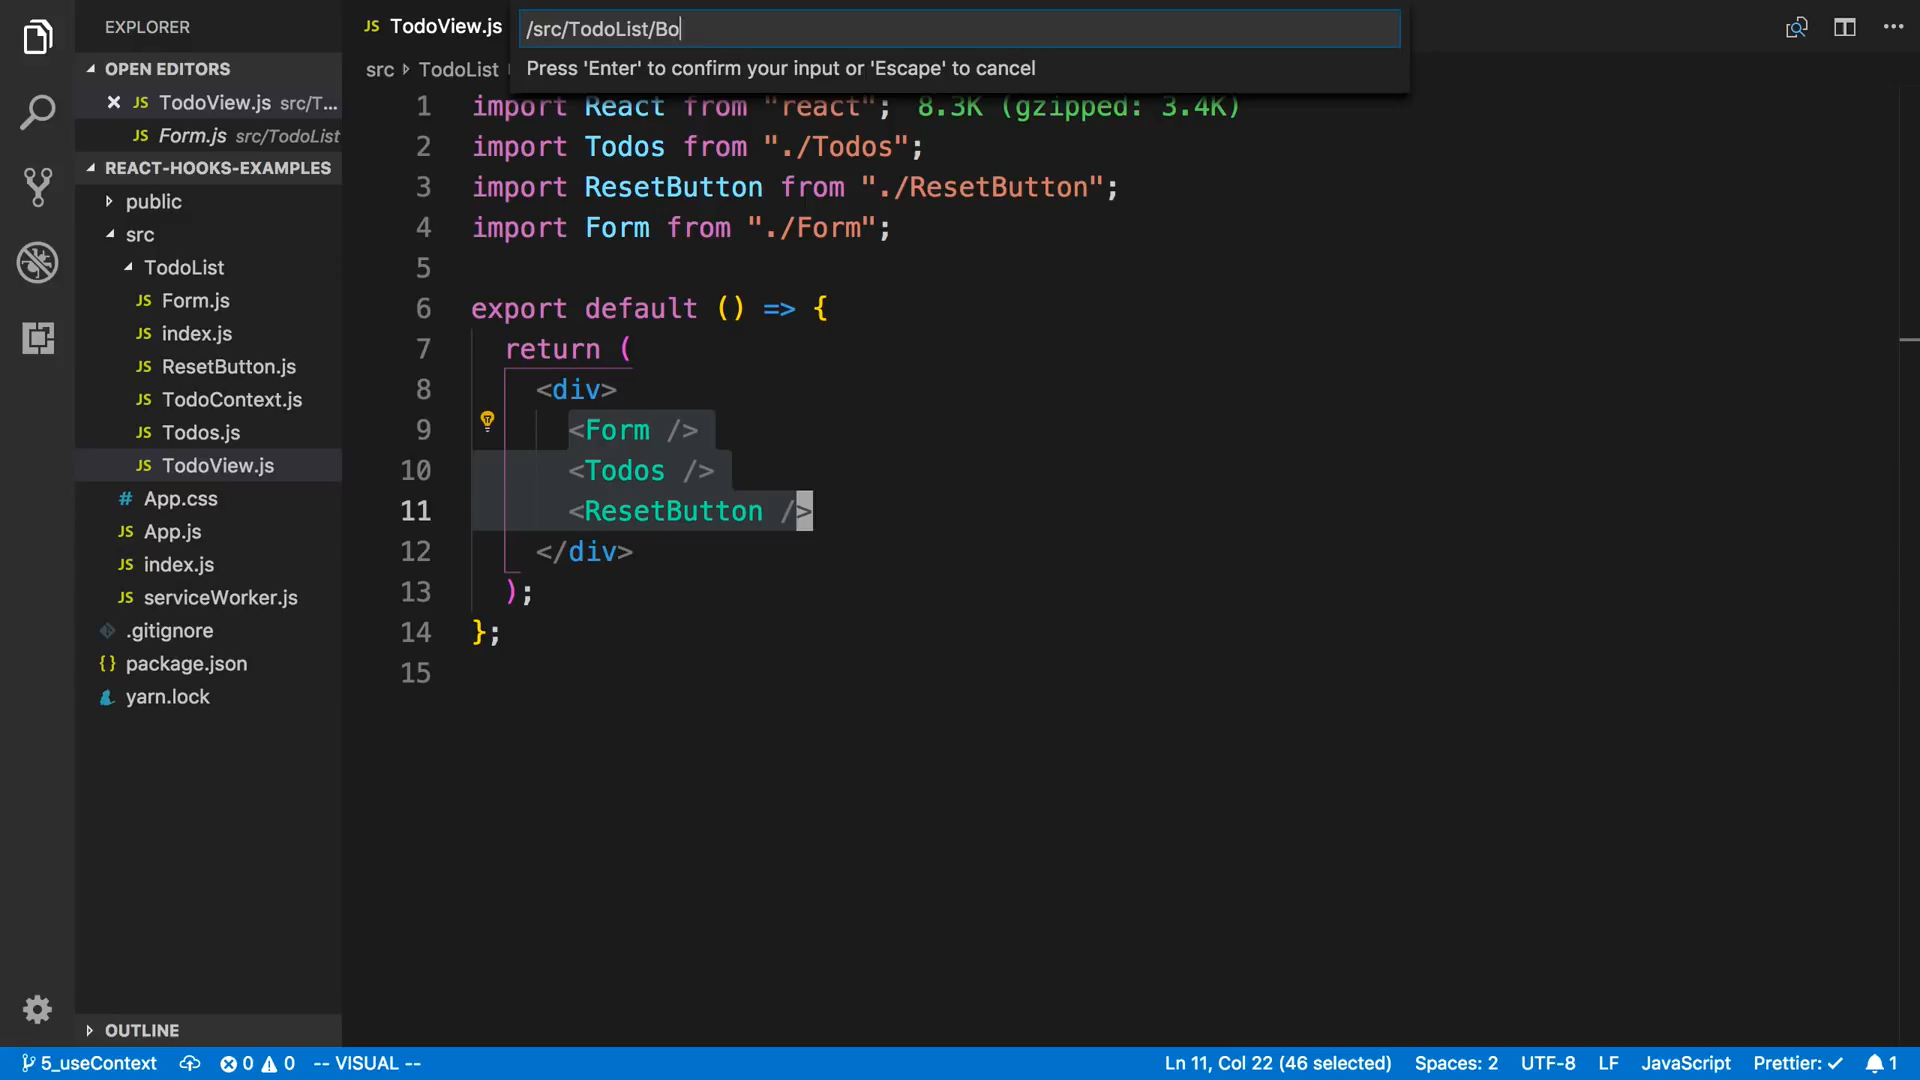 EXPLORER
OPEN EDITORS
JS TodoView.js src/T...
JS Form.js src/TodoList
REACT-HOOKS-EXAMPLES
public
src
TodoList
JS Form.js
JS index.js
JS ResetButton.js
JS TodoContext.js
JS Todos.js
JS TodoView.js
# App.css
JS App.js
JS index.js
JS serviceWorker.js
.gitignore
{} package.json
yarn.lock
OUTLINE
JS TodoView.js
/src/TodoList/Bo
Press 'Enter' to confirm your input or 'Escape' to cancel
src TodoList
1 import React from "react"; 8.3K (gzipped: 3.4K)
2 import Todos from "./Todos";
3 import ResetButton from "./ResetButton";
4 import Form from "./Form";
5
6 export default () => {
7 return (
8 <div>
9 <Form />
10 <Todos />
11 <ResetButton />
12 </div>
13 );
14 };
15
5_useContext 0 0 -- VISUAL -- Ln 11, Col 22 (46 selected) Spaces: 2 UTF-8 LF JavaScript Prettier: ✓ 1